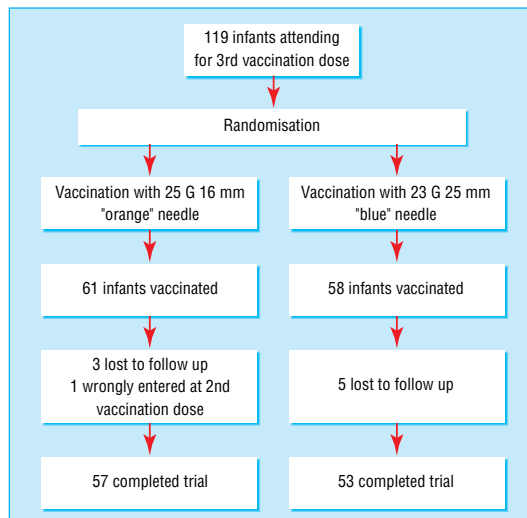 119 infants attending
for 3rd vaccination dose
Randomisation
Vaccination with 25 G 16 mm
"orange" needle
Vaccination with 23 G 25 mm
"blue" needle
61 infants vaccinated
58 infants vaccinated
3 lost to follow up
1 wrongly entered at 2nd
vaccination dose
5 lost to follow up
57 completed trial
53 completed trial